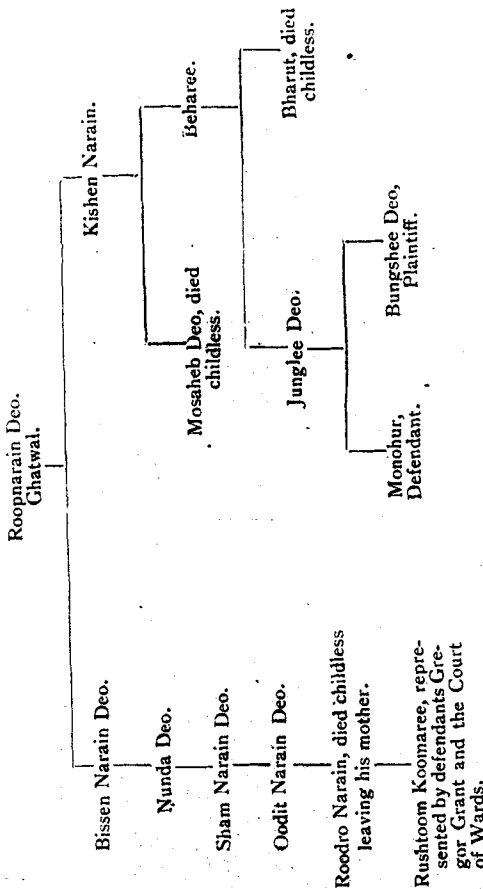 Roopnarain Deo.
Ghatwal.
Bissen Narain Deo.
Kishen Narain.
Nunda Deo.
Mosaheb Deo, died
childless.
Beharee.
Sham Narain Deo.
Oodit Narain Deo.
Junglee Deo.
Bharut, died
childless.
Roodro Narain, died childless
leaving his mother.
Monohur,
Defendant.
Bungshee Deo,
Plaintiff.
Rushtoom Koomaree, repre-
sented by defendants Gre-
gor Grant and the Court
of Wards.